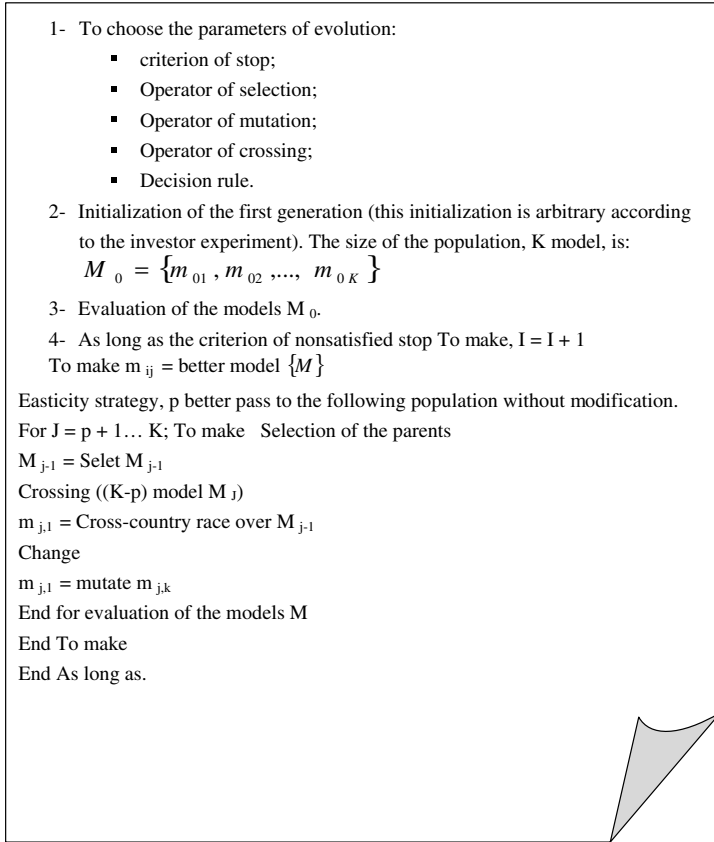 1- To choose the parameters of evolution:
▪ criterion of stop;
▪ Operator of selection;
▪ Operator of mutation;
▪ Operator of crossing;
▪ Decision rule.
2- Initialization of the first generation (this initialization is arbitrary according
to the investor experiment). The size of the population, K model, is:
M 0 = {m 01 , m 02 ,..., m 0 K }
3- Evaluation of the models M 0.
4- As long as the criterion of nonsatisfied stop To make, I = I + 1
To make m ij = better model {M}
Easticity strategy, p better pass to the following population without modification.
For J = p + 1… K; To make Selection of the parents
M j-1 = Selet M j-1
Crossing ((K-p) model M J)
m j,1 = Cross-country race over M j-1
Change
m j,1 = mutate m j,k
End for evaluation of the models M
End To make
End As long as.